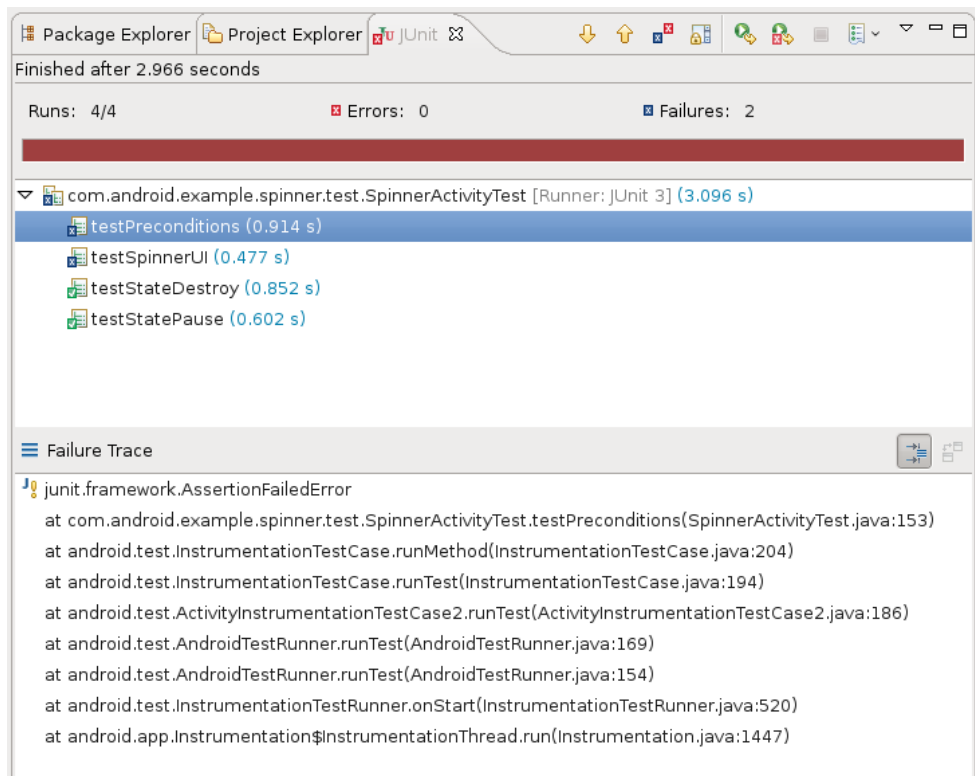 Package Explorer Project Explorer JUnit
Finished after 2.966 seconds
Runs: 4/4 Errors: 0 Failures: 2
com.android.example.spinner.test.SpinnerActivityTest [Runner: JUnit 3] (3.096 s)
testPreconditions (0.914 s)
testSpinnerUI (0.477 s)
testStateDestroy (0.852 s)
testStatePause (0.602 s)
Failure Trace
junit.framework.AssertionFailedError
at com.android.example.spinner.test.SpinnerActivityTest.testPreconditions(SpinnerActivityTest.java:153)
at android.test.InstrumentationTestCase.runMethod(InstrumentationTestCase.java:204)
at android.test.InstrumentationTestCase.runTest(InstrumentationTestCase.java:194)
at android.test.ActivityInstrumentationTestCase2.runTest(ActivityInstrumentationTestCase2.java:186)
at android.test.AndroidTestRunner.runTest(AndroidTestRunner.java:169)
at android.test.AndroidTestRunner.runTest(AndroidTestRunner.java:154)
at android.test.InstrumentationTestRunner.onStart(InstrumentationTestRunner.java:520)
at android.app.Instrumentation$InstrumentationThread.run(Instrumentation.java:1447)